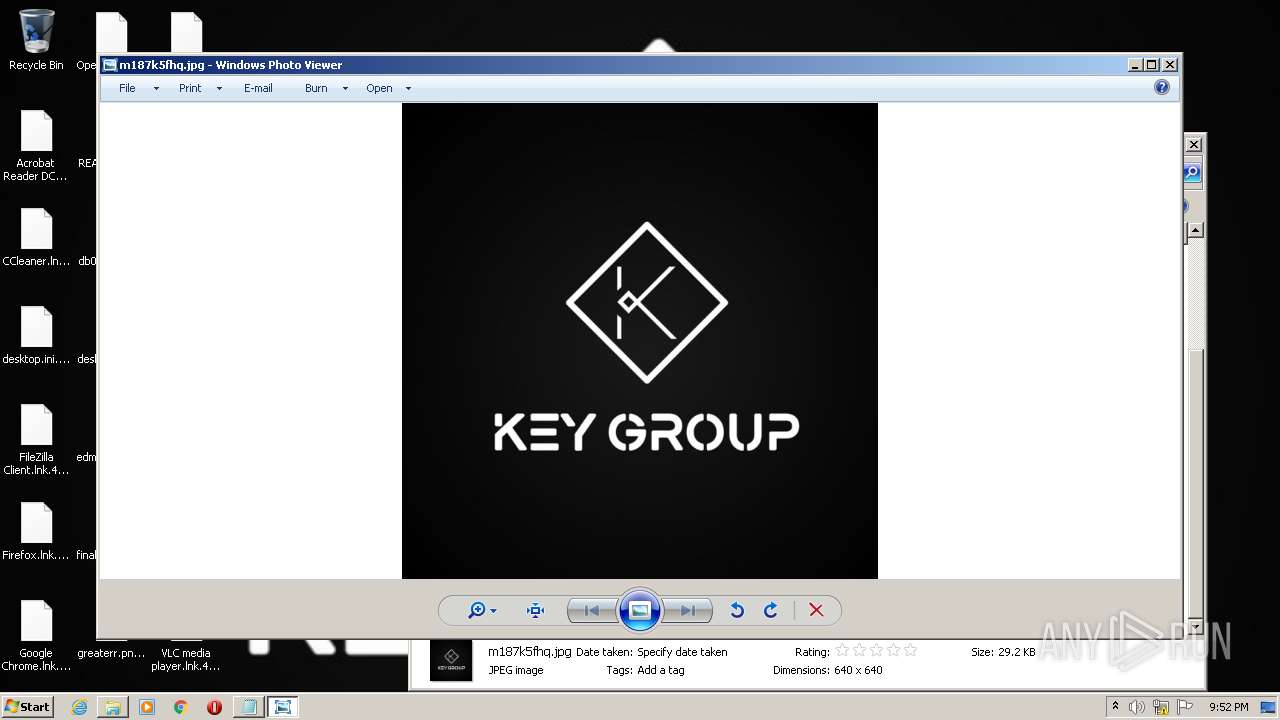 Recycle Bin
Ope
m187k5fhq.jpg - Windows Photo Viewer
File Print E-mail Burn Open
Acrobat
Reader DC...
REA
CCleaner.ln...
db0
desktop.ini....
desl
FileZilla
Client.lnk.4...
edm
Firefox.lnk....
final
Google
Chrome.lnk....
greaterr.pn...
VLC media
player.lnk.4...
KEY GROUP
KEY GROUP
m187k5fhq.jpg Date taken: Specify date taken Rating: Size: 29.2 KB
JPEG image Tags: Add a tag Dimensions: 640 x 640
ANY RUN
Start
9:52 PM